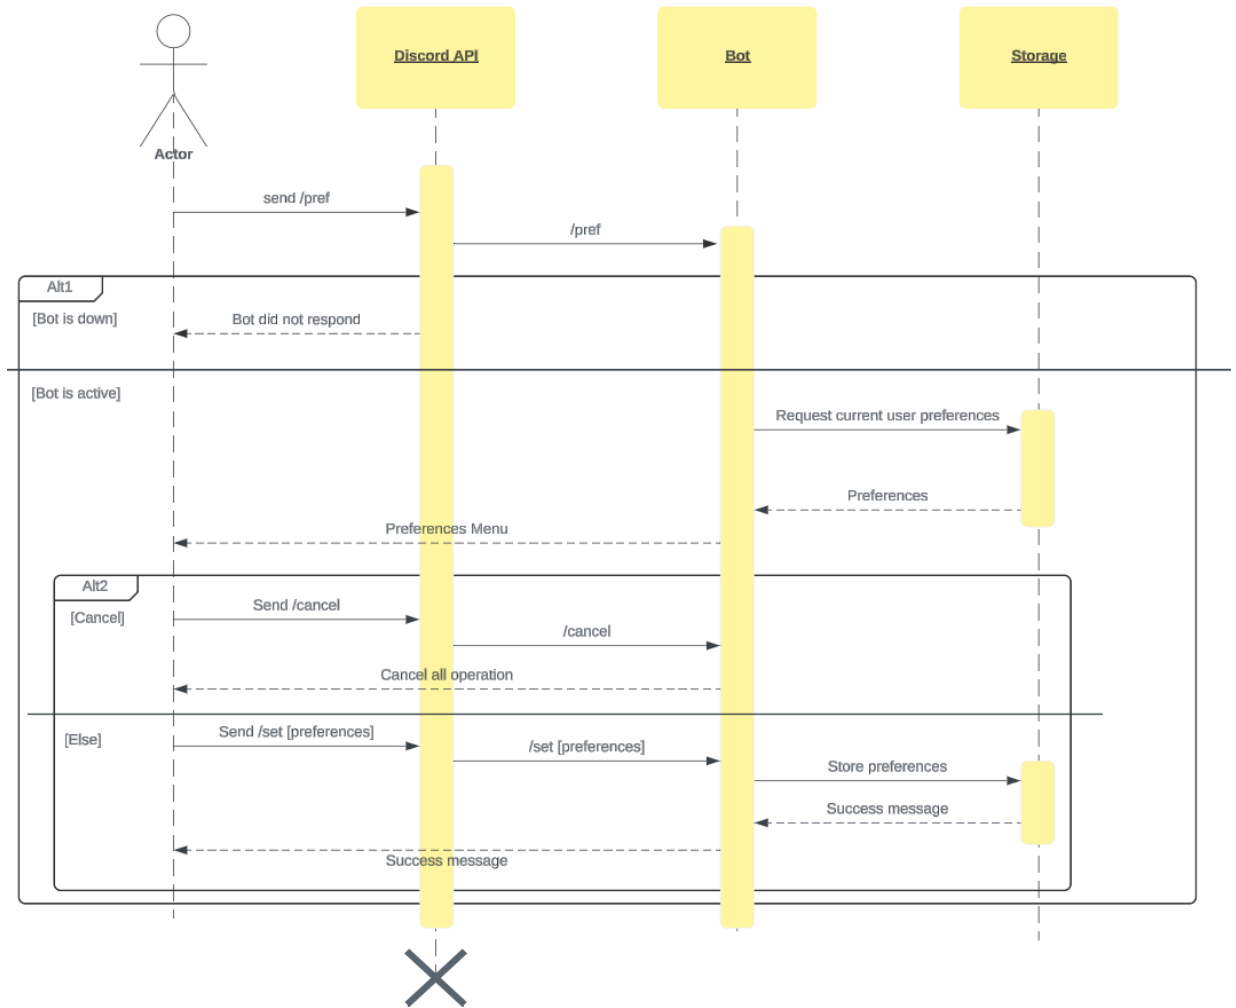 Discord API
Bot
Storage
Actor
send /pref
/pref
Alt1
[Bot is down]
Bot did not respond
[Bot is active]
Request current user preferences
Preferences
Preferences Menu
Alt2
[Cancel]
Send /cancel
/cancel
Cancel all operation
[Else]
Send /set [preferences]
/set [preferences]
Store preferences
Success message
Success message